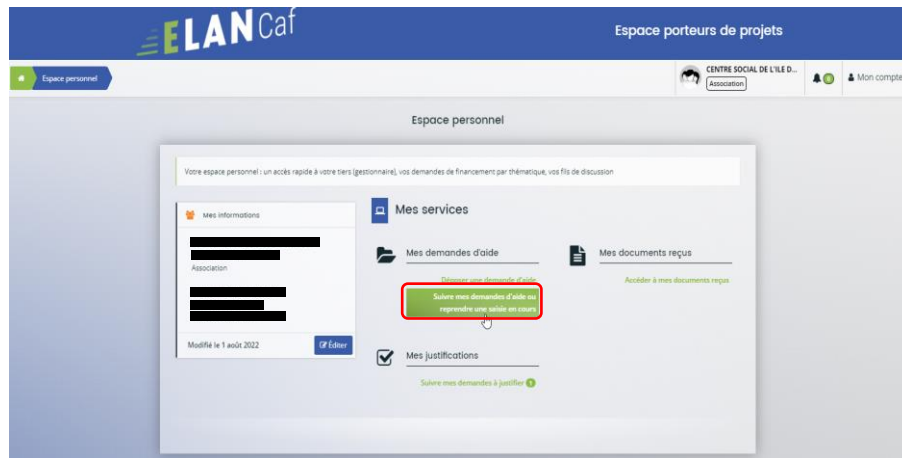 ELAN Caf
Espace porteurs de projets
Espace personnel
CENTRE SOCIAL DE L'ILE D...
Association
Mon compte
Espace personnel
Votre espace personnel : un accès rapide à votre tiers (gestionnaire), vos demandes de financement par thématique, vos fils de discussion
Mes informations
Association
Modifié le 1 août 2022
Éditer
Mes services
Mes demandes d'aide
Déposer une demande d'aide
Suivre mes demandes d'aide ou
reprendre une saisie en cours
Mes documents reçus
Accéder à mes documents reçus
Mes justifications
Suivre mes demandes à justifier 1